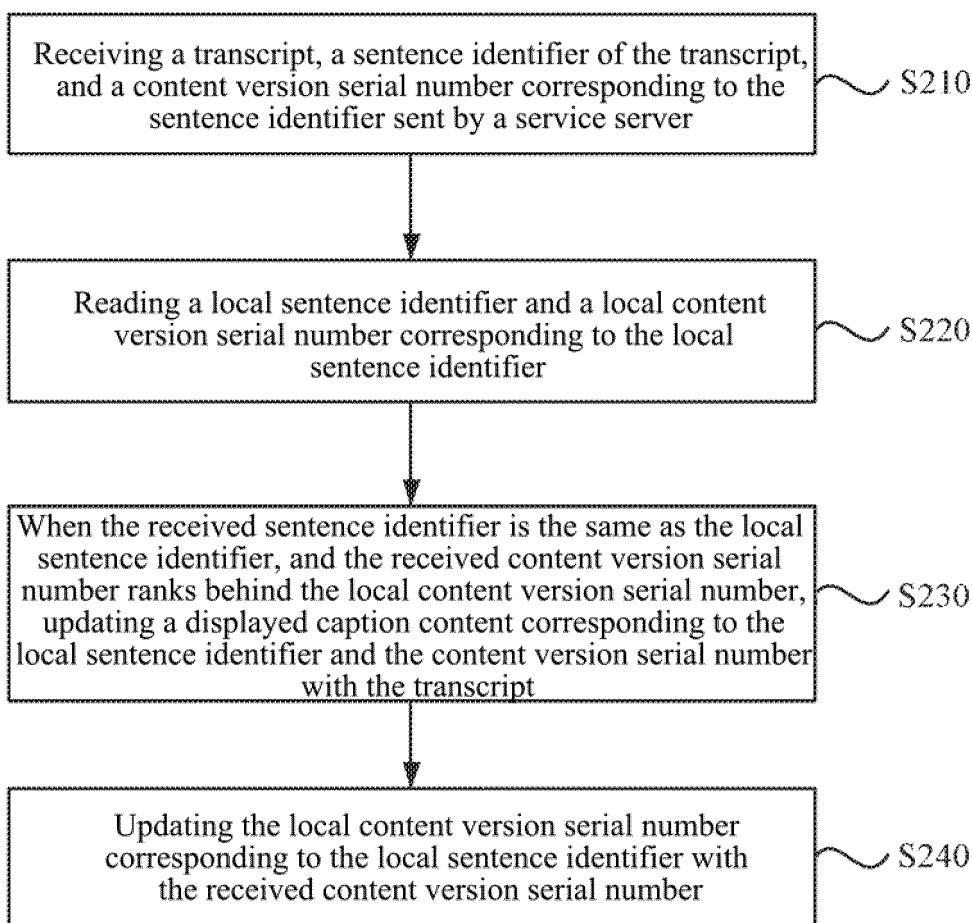 Receiving a transcript, a sentence identifier of the transcript,
and a content version serial number corresponding to the
sentence identifier sent by a service server
S210
Reading a local sentence identifier and a local content
version serial number corresponding to the local
sentence identifier
S220
When the received sentence identifier is the same as the local
sentence identifier, and the received content version serial
number ranks behind the local content version serial number,
updating a displayed caption content corresponding to the
local sentence identifier and the content version serial number
with the transcript
S230
Updating the local content version serial number
corresponding to the local sentence identifier with
the received content version serial number
S240